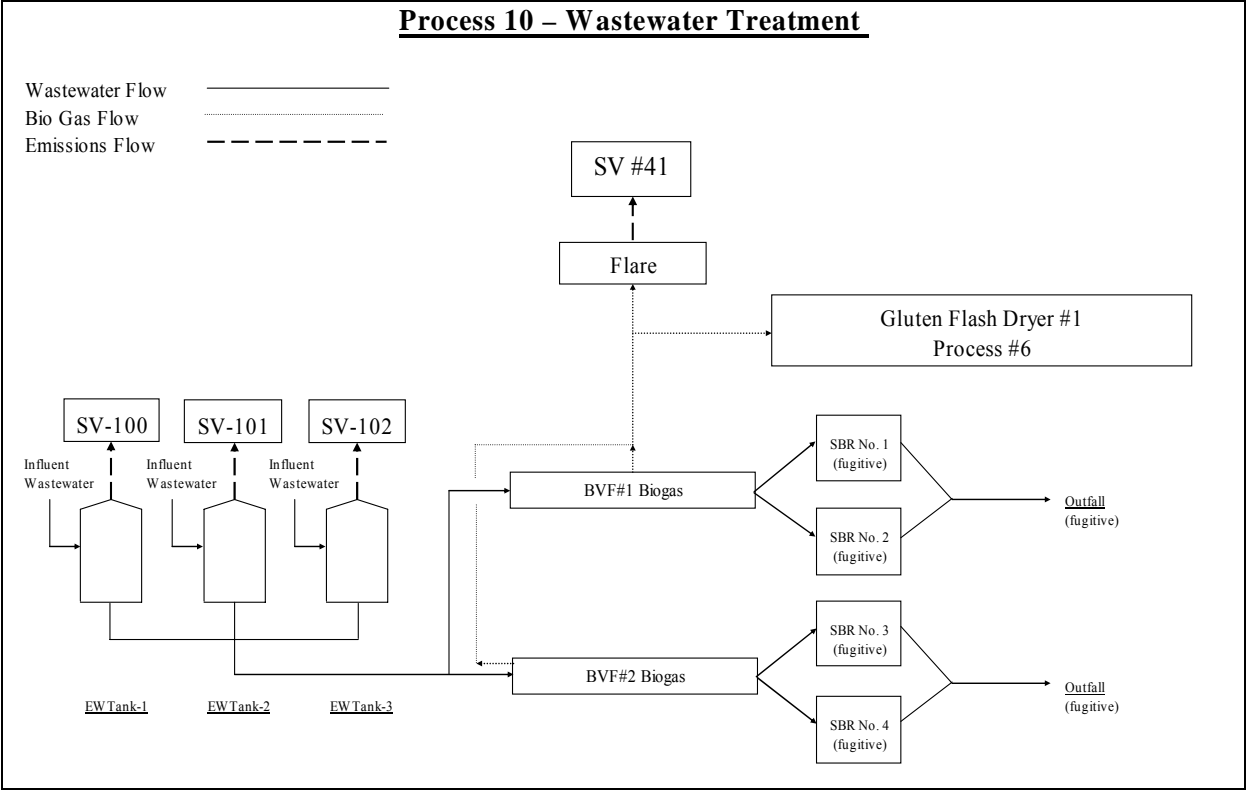 Process 10 – Wastewater Treatment
Wastewater Flow
Bio Gas Flow
Emissions Flow
SV #41
Flare
Gluten Flash Dryer #1
Process #6
SV-100
SV-101
SV-102
Influent
Wastewater
Influent
Wastewater
Influent
Wastewater
BVF#1 Biogas
SBR No. 1
(fugitive)
SBR No. 2
(fugitive)
Outfall
(fugitive)
BVF#2 Biogas
SBR No. 3
(fugitive)
SBR No. 4
(fugitive)
Outfall
(fugitive)
EWTank-1
EWTank-2
EWTank-3